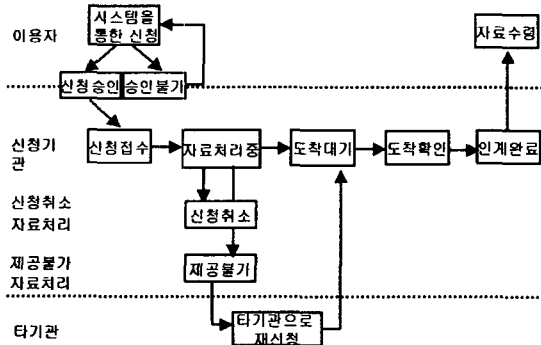 이용자
시스템을
통한 신청
자료수령
신청승인
승인불가
신청기
관
신청접수
자료처리중
도착대기
도착확인
인계완료
신청취소
자료처리
신청취소
제공불가
자료처리
제공불가
타기관
타기관으로
재신청